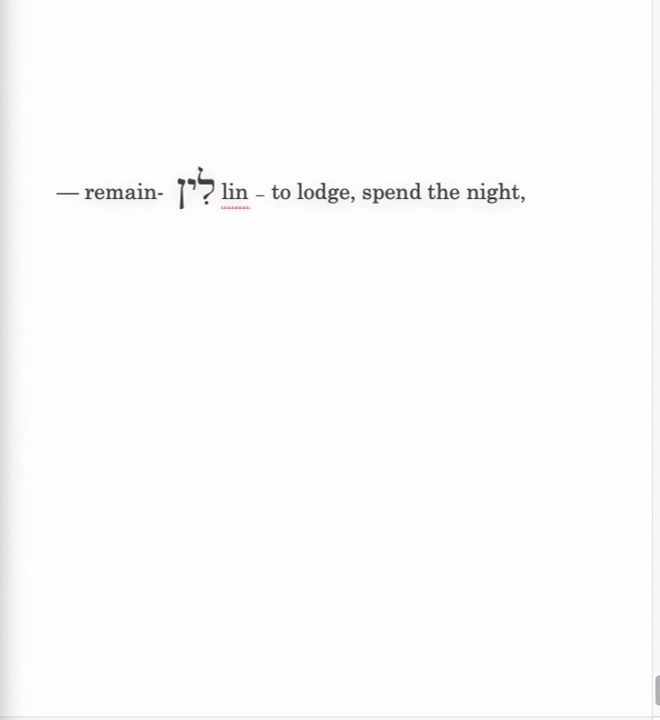 — remain- לִין lin – to lodge, spend the night,